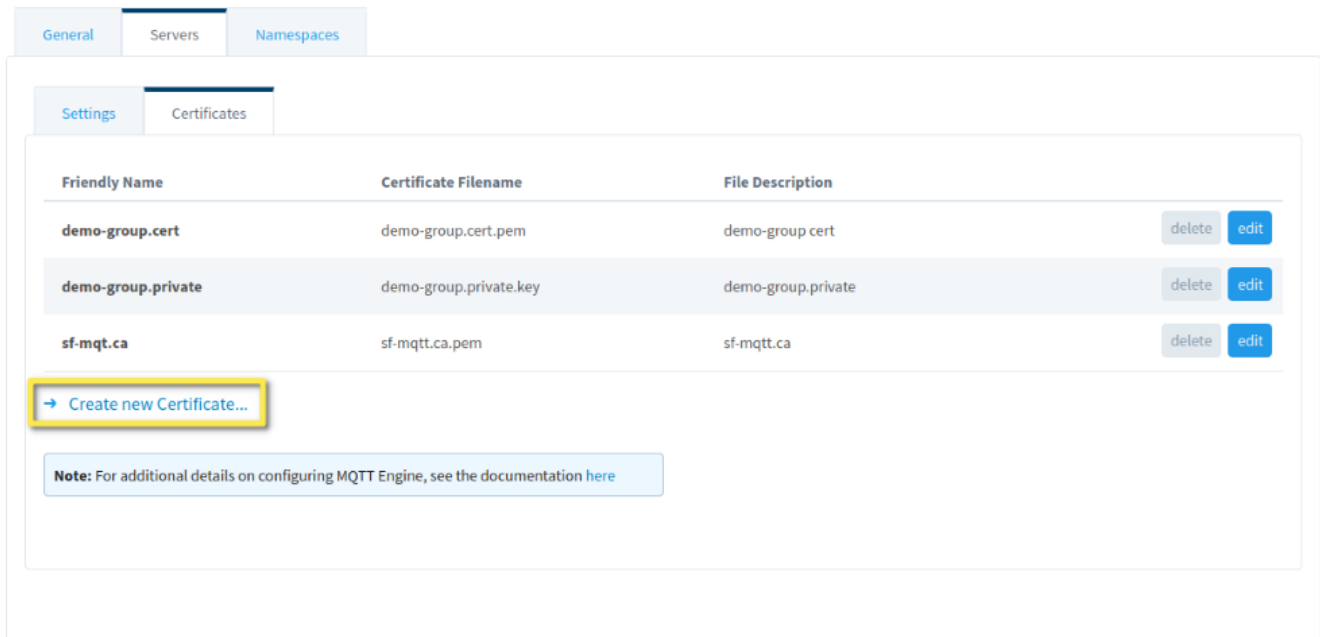 General Servers Namespaces
Settings Certificates
Friendly Name Certificate Filename File Description
demo-group.cert demo-group.cert.pem demo-group cert delete edit
demo-group.private demo-group.private.key demo-group.private delete edit
sf-mqt.ca sf-mqtt.ca.pem sf-mqtt.ca delete edit
→ Create new Certificate...
Note: For additional details on configuring MQTT Engine, see the documentation here